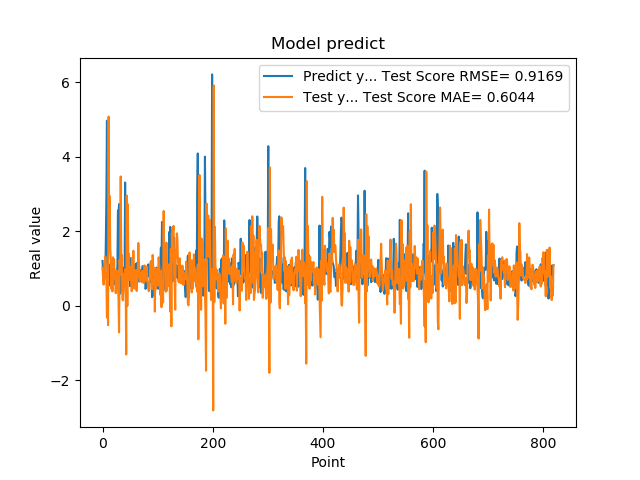 Model predict
Predict y... Test Score RMSE= 0.9169
Test y... Test Score MAE= 0.6044
Real value
6
4
2
0
−2
0 200 400 600 800
Point